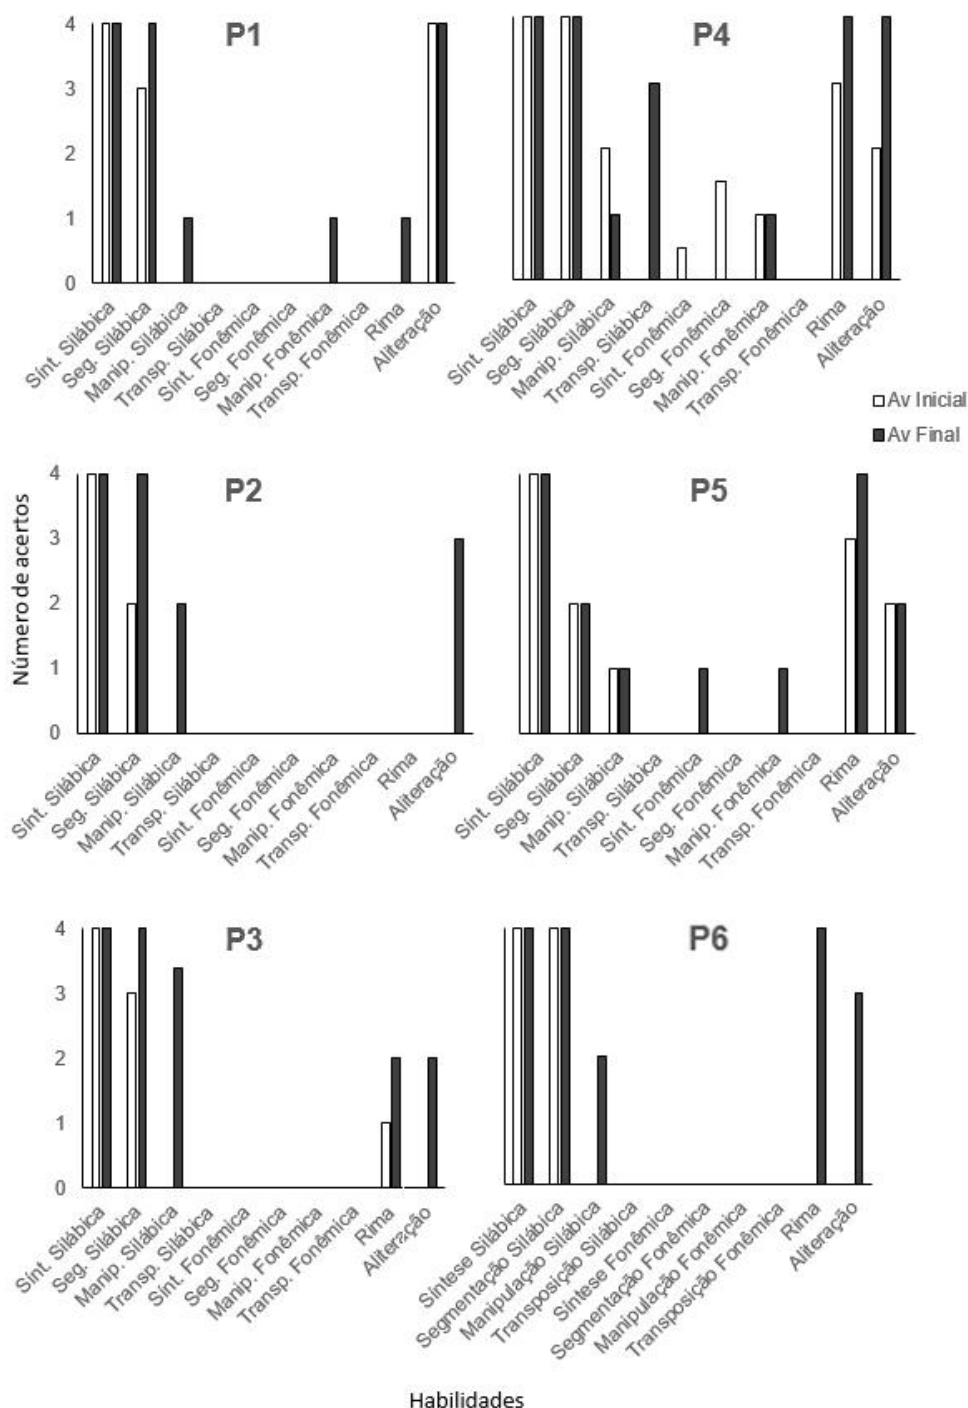 P1
4
3
2
1
0
Sínt. Silábica
Seg. Silábica
Manip. Silábica
Transp. Silábica
Sínt. Fonêmica
Seg. Fonêmica
Manip. Fonêmica
Transp. Fonêmica
Rima
Aliteração
P4
Sínt. Silábica
Seg. Silábica
Manip. Silábica
Transp. Silábica
Sínt. Fonêmica
Seg. Fonêmica
Manip. Fonêmica
Transp. Fonêmica
Rima
Aliteração
Av Inicial
Av Final
Número de acertos
P2
4
3
2
1
0
Sínt. Silábica
Seg. Silábica
Manip. Silábica
Transp. Silábica
Sínt. Fonêmica
Seg. Fonêmica
Manip. Fonêmica
Transp. Fonêmica
Rima
Aliteração
P5
Sínt. Silábica
Seg. Silábica
Manip. Silábica
Transp. Silábica
Sínt. Fonêmica
Seg. Fonêmica
Manip. Fonêmica
Transp. Fonêmica
Rima
Aliteração
P3
4
3
2
1
0
Sínt. Silábica
Seg. Silábica
Manip. Silábica
Transp. Silábica
Sínt. Fonêmica
Seg. Fonêmica
Manip. Fonêmica
Transp. Fonêmica
Rima
Aliteração
P6
Síntese Silábica
Segmentação Silábica
Manipulação Silábica
Transposição Silábica
Síntese Fonêmica
Segmentação Fonêmica
Manipulação Fonêmica
Transposição Fonêmica
Rima
Aliteração
Habilidades